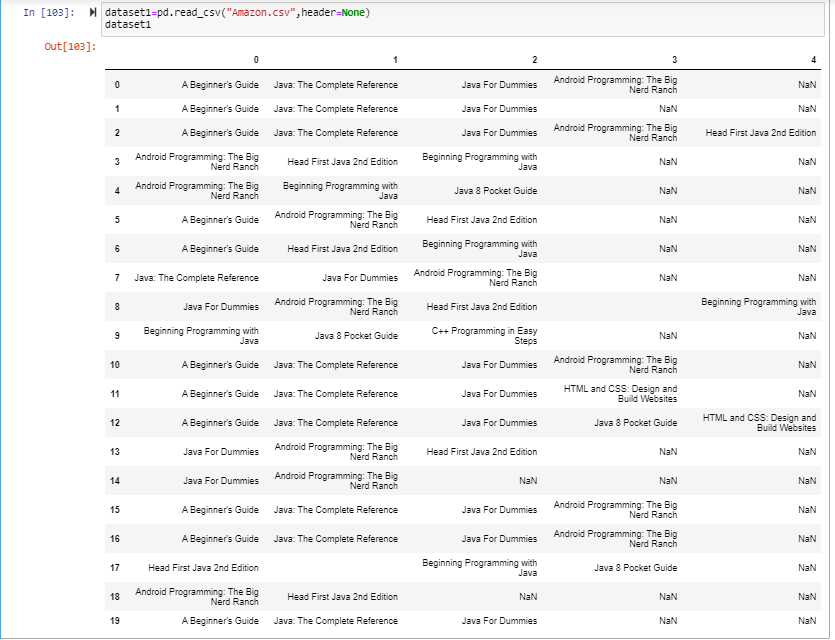 In [103]: dataset1=pd.read_csv("Amazon.csv",header=None)
dataset1
Out[103]:
0 1 2 3 4
0 A Beginner's Guide Java: The Complete Reference Java For Dummies Android Programming: The Big Nerd Ranch NaN
1 A Beginner's Guide Java: The Complete Reference Java For Dummies NaN NaN
2 A Beginner's Guide Java: The Complete Reference Java For Dummies Android Programming: The Big Nerd Ranch Head First Java 2nd Edition
3 Android Programming: The Big Nerd Ranch Head First Java 2nd Edition Beginning Programming with Java NaN NaN
4 Android Programming: The Big Nerd Ranch Beginning Programming with Java Java 8 Pocket Guide NaN NaN
5 A Beginner's Guide Android Programming: The Big Nerd Ranch Head First Java 2nd Edition NaN NaN
6 A Beginner's Guide Head First Java 2nd Edition Beginning Programming with Java NaN NaN
7 Java: The Complete Reference Java For Dummies Android Programming: The Big Nerd Ranch NaN NaN
8 Java For Dummies Android Programming: The Big Nerd Ranch Head First Java 2nd Edition Beginning Programming with Java
9 Beginning Programming with Java Java 8 Pocket Guide C++ Programming in Easy Steps NaN NaN
10 A Beginner's Guide Java: The Complete Reference Java For Dummies Android Programming: The Big Nerd Ranch NaN
11 A Beginner's Guide Java: The Complete Reference Java For Dummies HTML and CSS: Design and Build Websites NaN
12 A Beginner's Guide Java: The Complete Reference Java For Dummies Java 8 Pocket Guide HTML and CSS: Design and Build Websites
13 Java For Dummies Android Programming: The Big Nerd Ranch Head First Java 2nd Edition NaN NaN
14 Java For Dummies Android Programming: The Big Nerd Ranch NaN NaN NaN
15 A Beginner's Guide Java: The Complete Reference Java For Dummies Android Programming: The Big Nerd Ranch NaN
16 A Beginner's Guide Java: The Complete Reference Java For Dummies Android Programming: The Big Nerd Ranch NaN
17 Head First Java 2nd Edition Beginning Programming with Java Java 8 Pocket Guide NaN
18 Android Programming: The Big Nerd Ranch Head First Java 2nd Edition NaN NaN NaN
19 A Beginner's Guide Java: The Complete Reference Java For Dummies NaN NaN